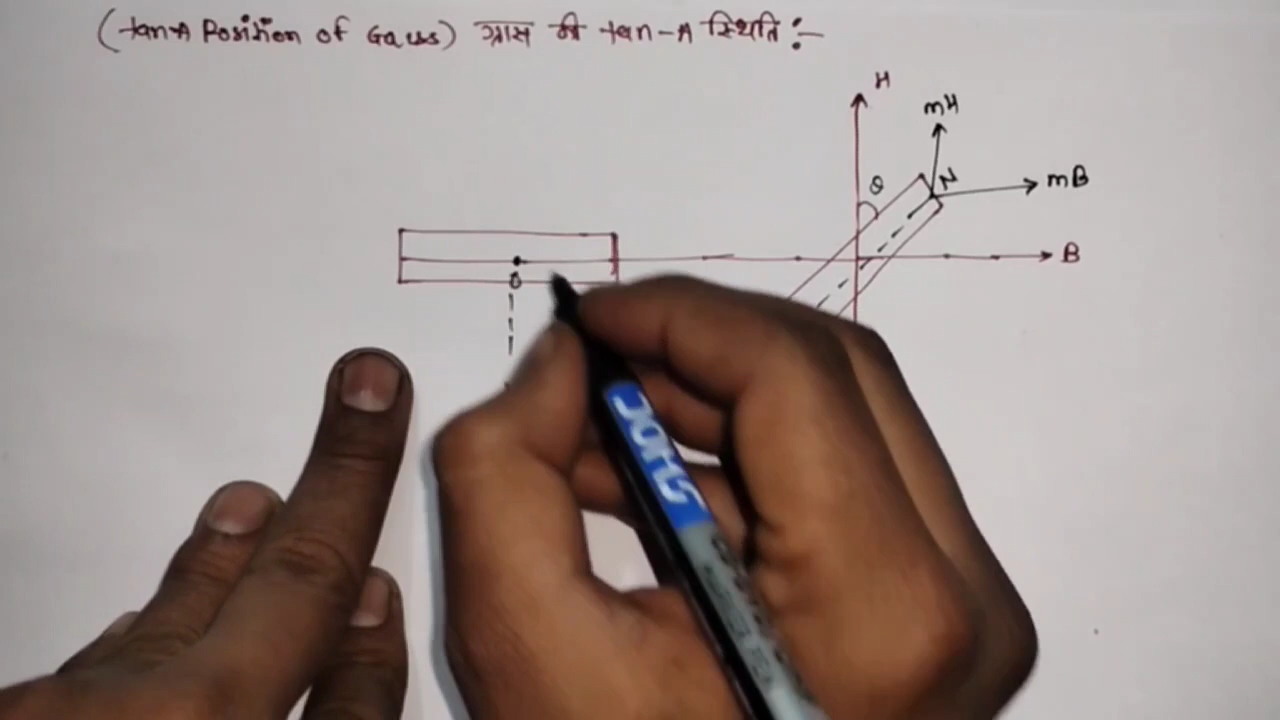 (tan-A Position of Gauss) गास की tan-A स्थिति :-
H
mH
N
θ
mB
B
O